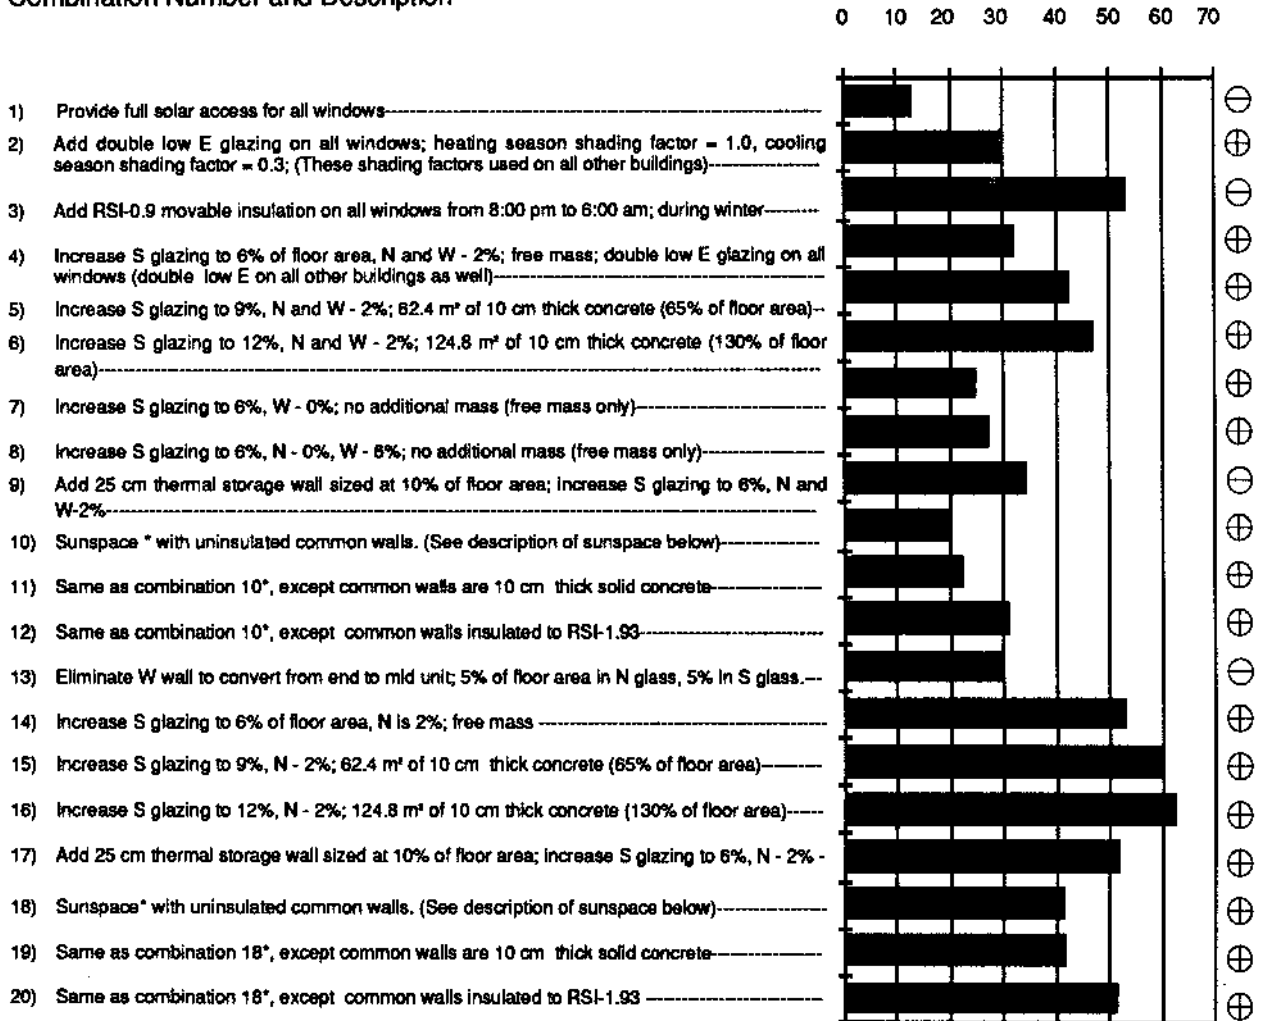 Combination Number and Description
0 10 20 30 40 50 60 70
1) Provide full solar access for all windows
2) Add double low E glazing on all windows; heating season shading factor = 1.0, cooling
season shading factor = 0.3; (These shading factors used on all other buildings)
3) Add RSI-0.9 movable insulation on all windows from 8:00 pm to 6:00 am; during winter
4) Increase S glazing to 6% of floor area, N and W - 2%; free mass; double low E glazing on all
windows (double low E on all other buildings as well)
5) Increase S glazing to 9%, N and W - 2%; 62.4 m² of 10 cm thick concrete (65% of floor area)
6) Increase S glazing to 12%, N and W - 2%; 124.8 m² of 10 cm thick concrete (130% of floor
area)
7) Increase S glazing to 6%, W - 0%; no additional mass (free mass only)
8) Increase S glazing to 6%, N - 0%, W - 6%; no additional mass (free mass only)
9) Add 25 cm thermal storage wall sized at 10% of floor area; increase S glazing to 6%, N and
W-2%
10) Sunspace * with uninsulated common walls. (See description of sunspace below)
11) Same as combination 10*, except common walls are 10 cm thick solid concrete
12) Same as combination 10*, except common walls insulated to RSI-1.93
13) Eliminate W wall to convert from end to mid unit; 5% of floor area in N glass, 5% in S glass.
14) Increase S glazing to 6% of floor area, N is 2%; free mass
15) Increase S glazing to 9%, N - 2%; 62.4 m² of 10 cm thick concrete (65% of floor area)
16) Increase S glazing to 12%, N - 2%; 124.8 m² of 10 cm thick concrete (130% of floor area)
17) Add 25 cm thermal storage wall sized at 10% of floor area; increase S glazing to 6%, N - 2% -
18) Sunspace* with uninsulated common walls. (See description of sunspace below)
19) Same as combination 18*, except common walls are 10 cm thick solid concrete
20) Same as combination 18*, except common walls insulated to RSI-1.93